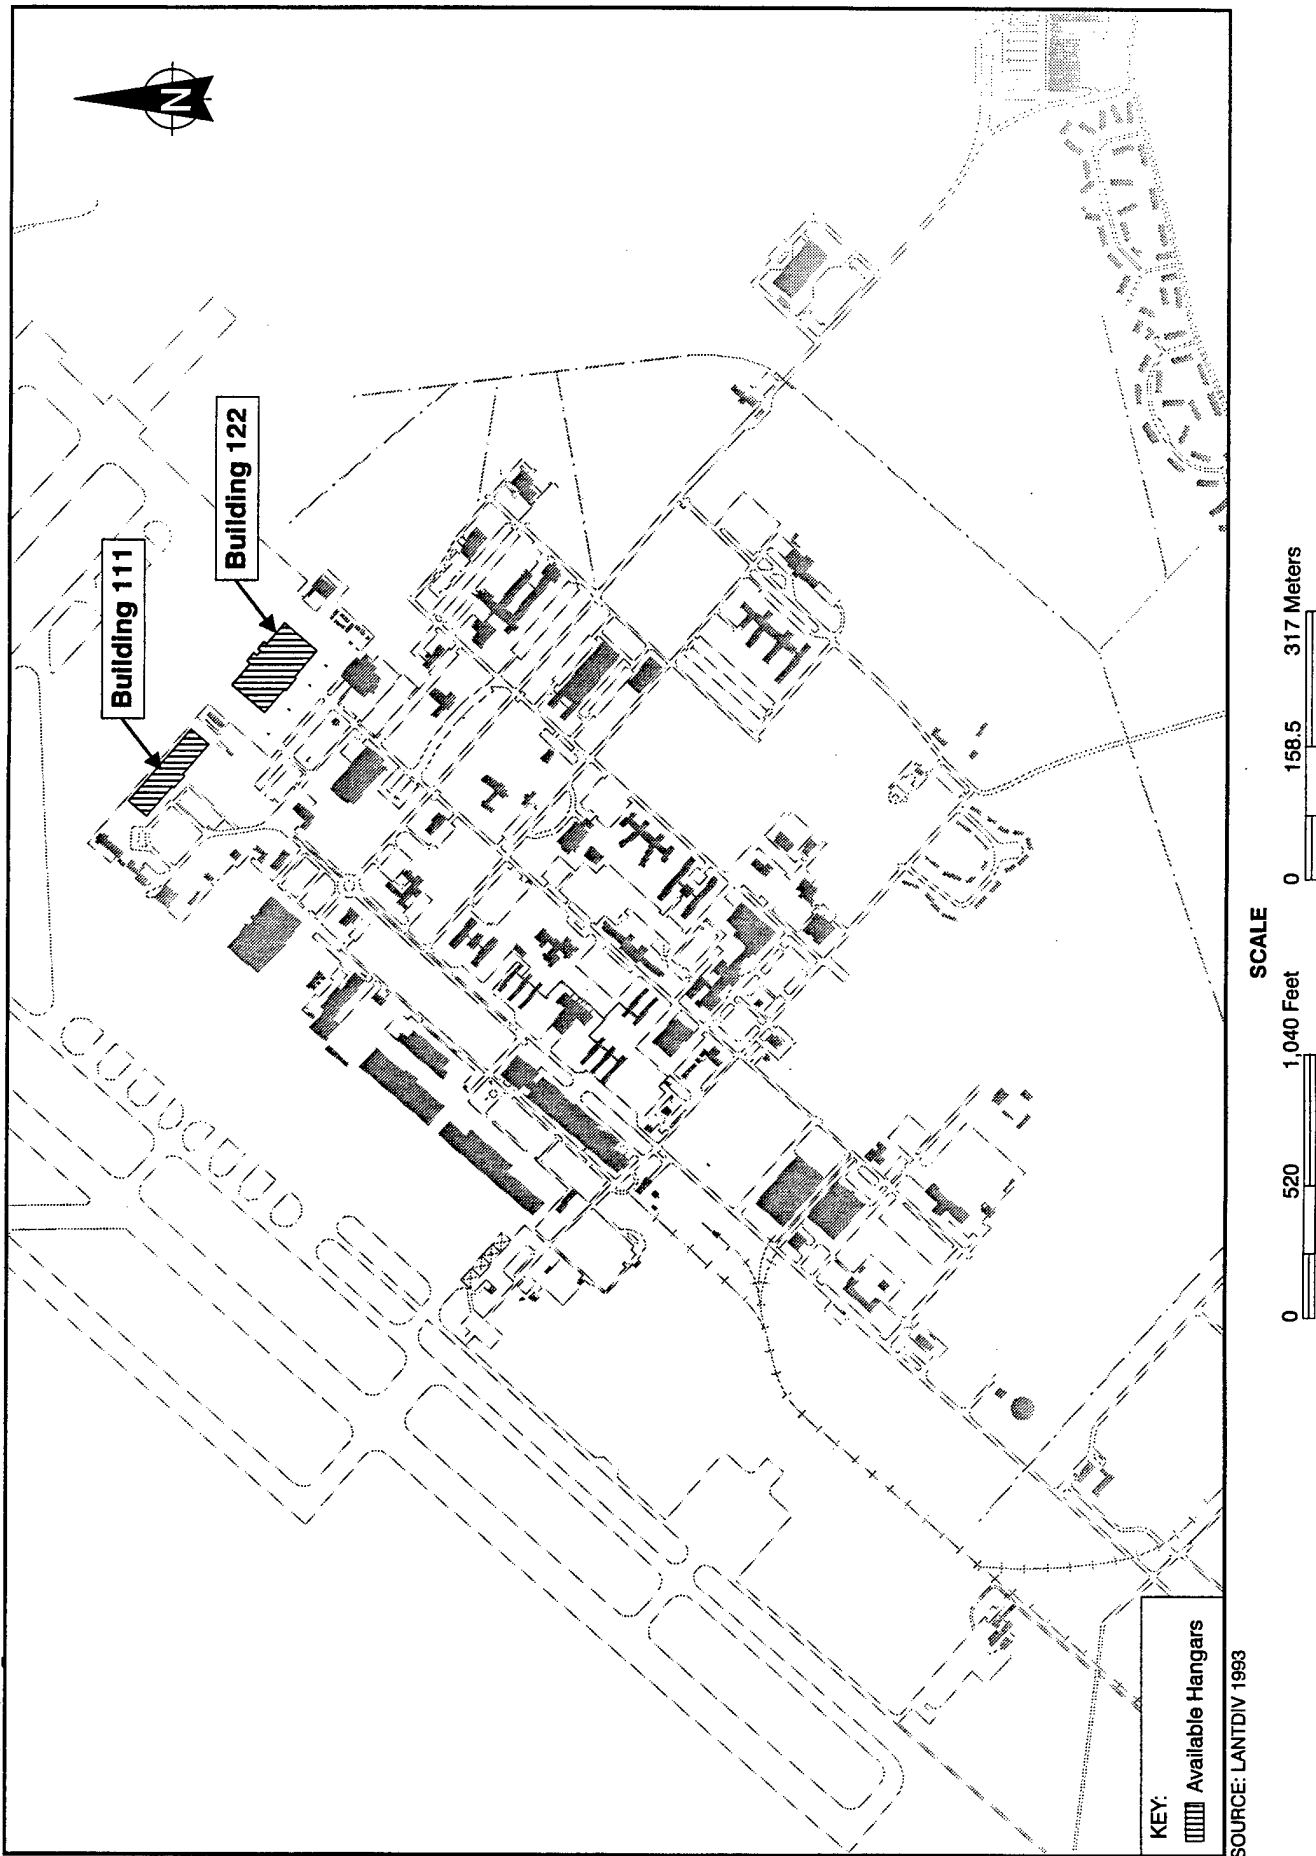 N
Building 111
Building 122
KEY:
Available Hangars
SOURCE: LANTDIV 1993
SCALE
0 520 1,040 Feet
0 158.5 317 Meters